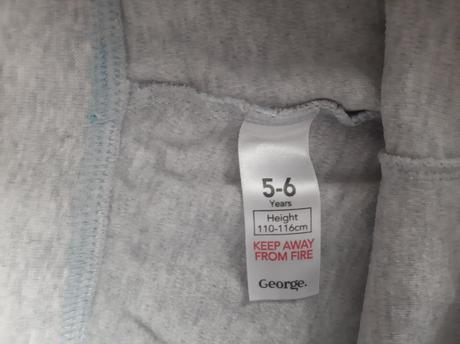 5-6
Years
Height
110-116cm
KEEP AWAY
FROM FIRE
George.